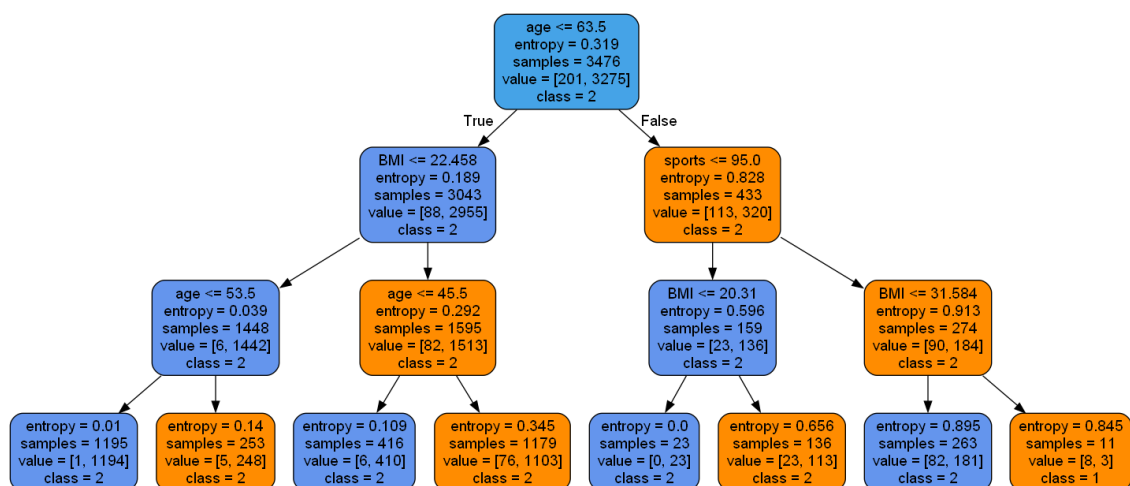 age <= 63.5
entropy = 0.319
samples = 3476
value = [201, 3275]
class = 2
True
False
BMI <= 22.458
entropy = 0.189
samples = 3043
value = [88, 2955]
class = 2
sports <= 95.0
entropy = 0.828
samples = 433
value = [113, 320]
class = 2
age <= 53.5
entropy = 0.039
samples = 1448
value = [6, 1442]
class = 2
age <= 45.5
entropy = 0.292
samples = 1595
value = [82, 1513]
class = 2
BMI <= 20.31
entropy = 0.596
samples = 159
value = [23, 136]
class = 2
BMI <= 31.584
entropy = 0.913
samples = 274
value = [90, 184]
class = 2
entropy = 0.01
samples = 1195
value = [1, 1194]
class = 2
entropy = 0.14
samples = 253
value = [5, 248]
class = 2
entropy = 0.109
samples = 416
value = [6, 410]
class = 2
entropy = 0.345
samples = 1179
value = [76, 1103]
class = 2
entropy = 0.0
samples = 23
value = [0, 23]
class = 2
entropy = 0.656
samples = 136
value = [23, 113]
class = 2
entropy = 0.895
samples = 263
value = [82, 181]
class = 2
entropy = 0.845
samples = 11
value = [8, 3]
class = 1